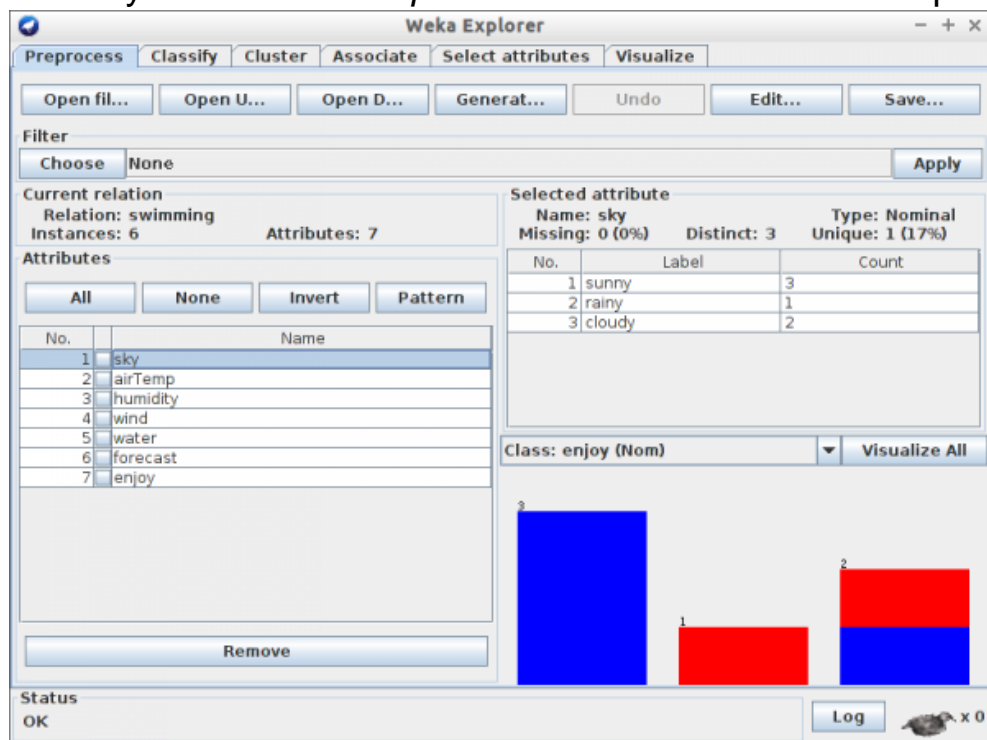 Weka Explorer
Preprocess Classify Cluster Associate Select attributes Visualize
Open fil... Open U... Open D... Generat... Undo Edit... Save...
Filter
Choose None Apply
Current relation
Relation: swimming
Instances: 6 Attributes: 7
Attributes
All None Invert Pattern
No. Name
1 sky
2 airTemp
3 humidity
4 wind
5 water
6 forecast
7 enjoy
Remove
Selected attribute
Name: sky Type: Nominal
Missing: 0 (0%) Distinct: 3 Unique: 1 (17%)
No. Label Count
1 sunny 3
2 rainy 1
3 cloudy 2
Class: enjoy (Nom) Visualize All
3
1
2
Status
OK
Log x 0